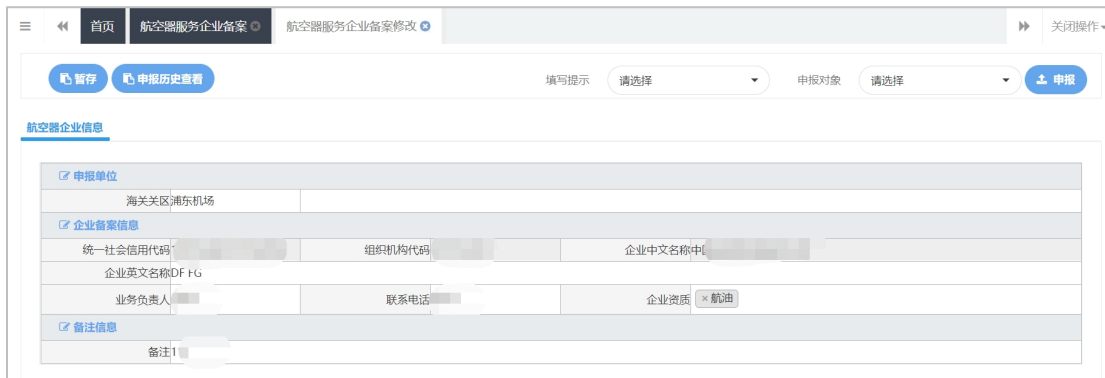 首页 航空器服务企业备案 航空器服务企业备案修改 关闭操作
暂存 申报历史查看 填写提示 请选择 申报对象 请选择 申报
航空器企业信息
申报单位
海关关区 浦东机场
企业备案信息
统一社会信用代码 组织机构代码 企业中文名称 中国
企业英文名称 DF FG
业务负责人 联系电话 企业资质 ×航油
备注信息
备注 11